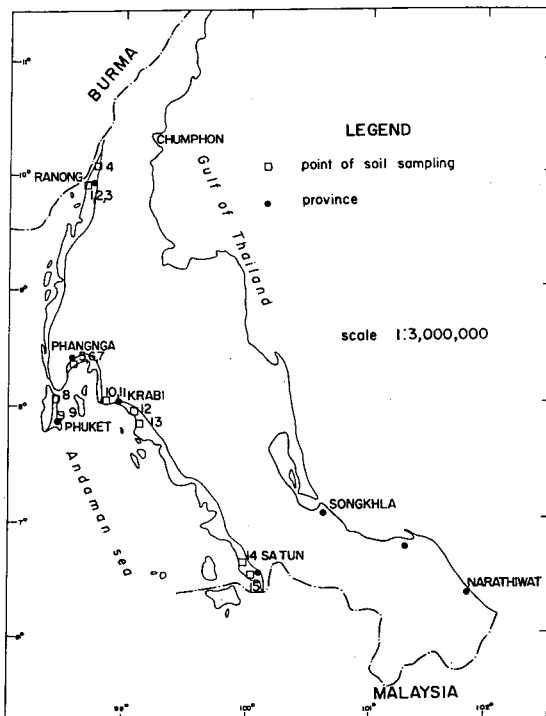 11°
BURMA
LEGEND
CHUMPHON
□ point of soil sampling
10°
4
RANONG
1,2,3
● province
Gulf of Thailand
9°
scale 1:3,000,000
PHANGNGA
5,6,7
8
10,11 KRABI
8°
12
9
13
PHUKET
Andaman sea
SONGKHLA
7°
14 SATUN
15
NARATHIWAT
6°
MALAYSIA
99°
100°
101°
102°